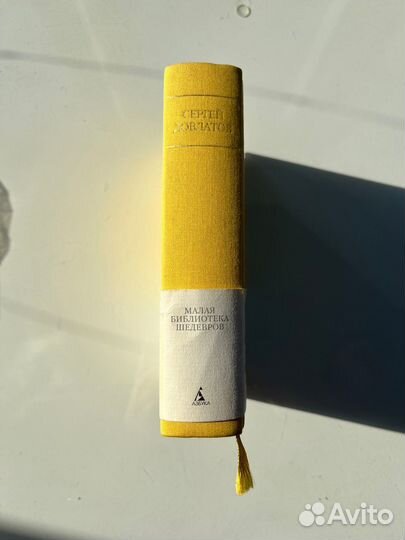 СЕРГЕЙ
ДОВЛАТОВ
МАЛАЯ
БИБЛИОТЕКА
ШЕДЕВРОВ
АЗБУКА
Avito